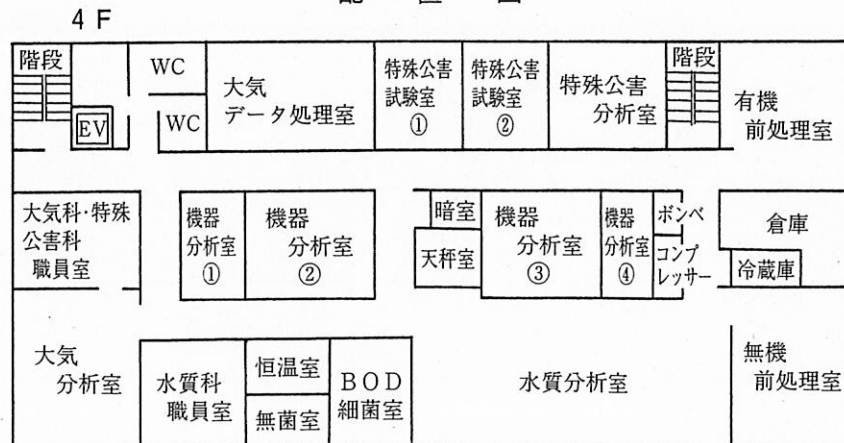 配置図
4F
階段
EV
WC
WC
大気
データ処理室
特殊公害
試験室
①
特殊公害
試験室
②
特殊公害
分析室
階段
有機
前処理室
大気科・特殊
公害科
職員室
機器
分析室
①
機器
分析室
②
暗室
天秤室
機器
分析室
③
機器
分析室
④
ボンベ
コンプ
レッサー
倉庫
冷蔵庫
大気
分析室
水質科
職員室
恒温室
無菌室
BOD
細菌室
水質分析室
無機
前処理室